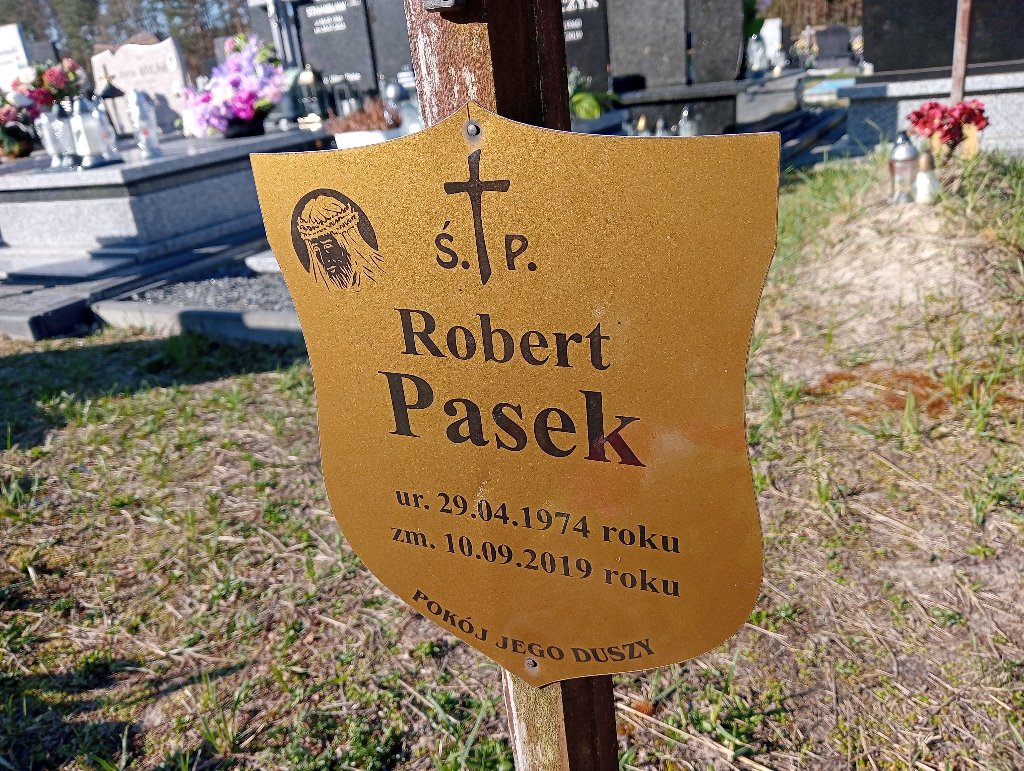 Ś. P.
Robert
Pasek
ur. 29.04.1974 roku
zm. 10.09.2019 roku
POKÓJ JEGO DUSZY